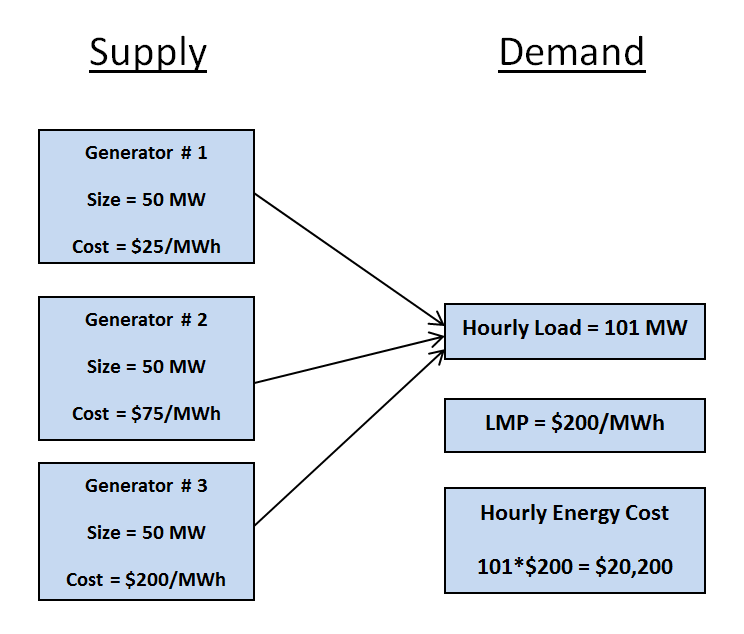 Supply
Demand
Generator # 1
Size = 50 MW
Cost = $25/MWh
Generator # 2
Size = 50 MW
Cost = $75/MWh
Generator # 3
Size = 50 MW
Cost = $200/MWh
Hourly Load = 101 MW
LMP = $200/MWh
Hourly Energy Cost
101*$200 = $20,200